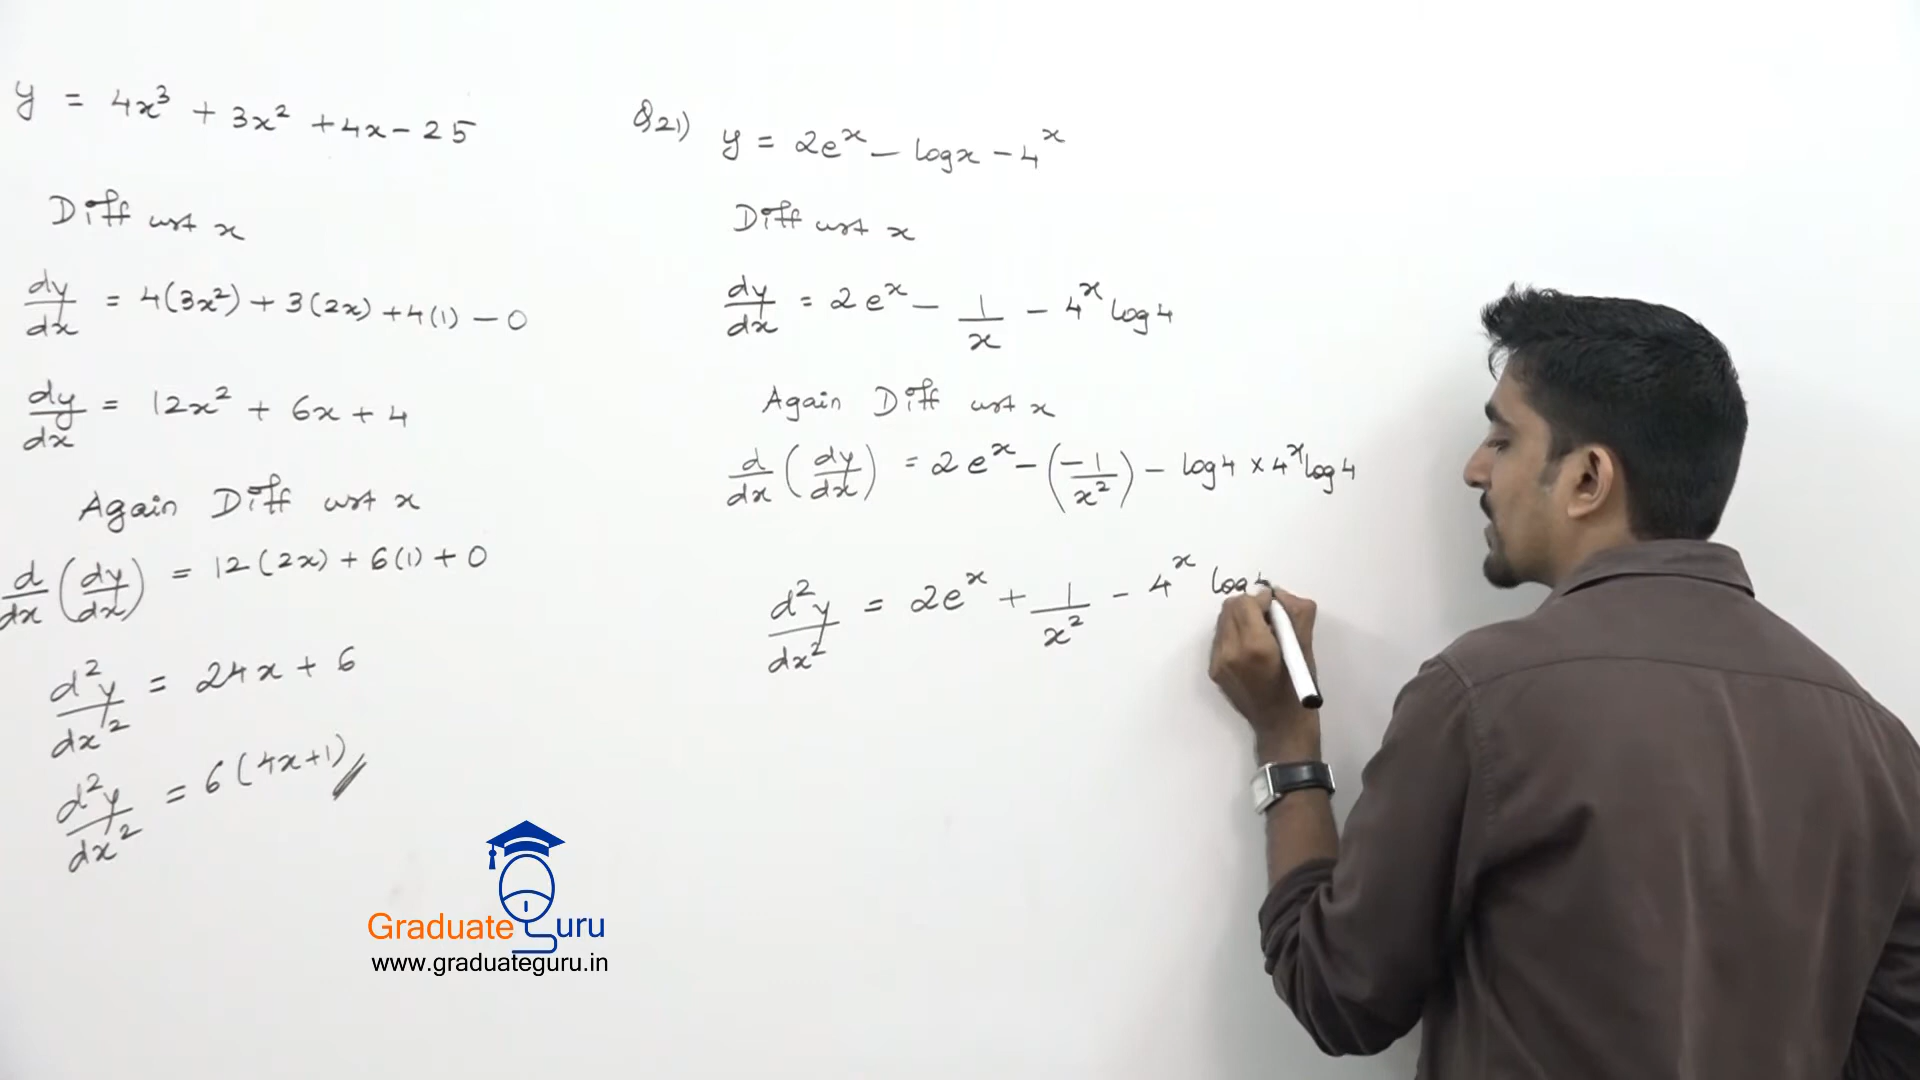 y = 4x³ + 3x² + 4x - 25
Diff wrt x
dy/dx = 4(3x²) + 3(2x) + 4(1) - 0
dy/dx = 12x² + 6x + 4
Again Diff wrt x
d/dx (dy/dx) = 12(2x) + 6(1) + 0
d²y/dx² = 24x + 6
d²y/dx² = 6(4x+1)
Q21) y = 2eˣ - logx - 4ˣ
Diff wrt x
dy/dx = 2eˣ - 1/x - 4ˣ log4
Again Diff wrt x
d/dx (dy/dx) = 2eˣ - (-1/x²) - log4 × 4ˣ log4
d²y/dx² = 2eˣ + 1/x² - 4ˣ log4
Graduate Guru
www.graduateguru.in